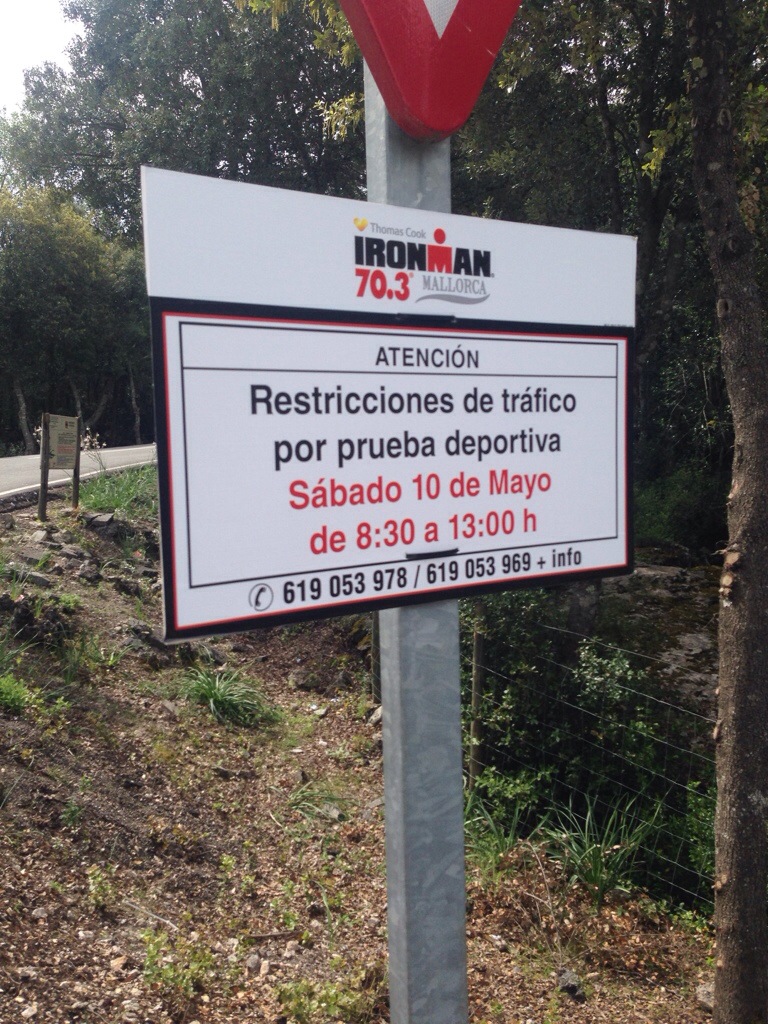 Thomas Cook
IRONMAN
70.3 MALLORCA
ATENCIÓN
Restricciones de tráfico
por prueba deportiva
Sábado 10 de Mayo
de 8:30 a 13:00 h
619 053 978 / 619 053 969 + info